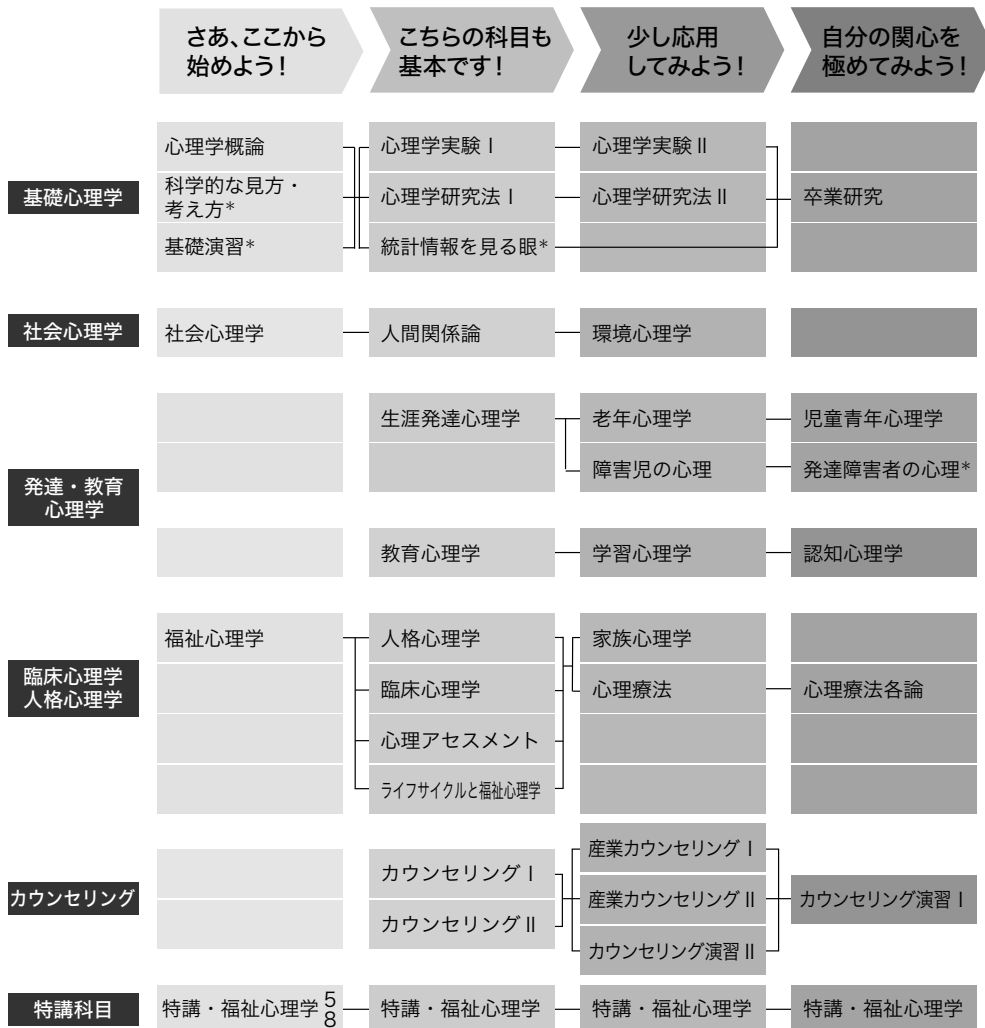 さあ、ここから
始めよう！
こちらの科目も
基本です！
少し応用
してみよう！
自分の関心を
極めてみよう！
基礎心理学
心理学概論
心理学実験Ⅰ
心理学実験Ⅱ
科学的な見方・
考え方*
心理学研究法Ⅰ
心理学研究法Ⅱ
卒業研究
基礎演習*
統計情報を見る眼*
社会心理学
社会心理学
人間関係論
環境心理学
発達・教育
心理学
生涯発達心理学
老年心理学
児童青年心理学
障害児の心理
発達障害者の心理*
教育心理学
学習心理学
認知心理学
臨床心理学
人格心理学
福祉心理学
人格心理学
家族心理学
臨床心理学
心理療法
心理療法各論
心理アセスメント
ライフサイクルと福祉心理学
カウンセリング
カウンセリングⅠ
カウンセリングⅡ
産業カウンセリングⅠ
産業カウンセリングⅡ
カウンセリング演習Ⅱ
カウンセリング演習Ⅰ
特講科目
特講・福祉心理学 5
8
特講・福祉心理学
特講・福祉心理学
特講・福祉心理学